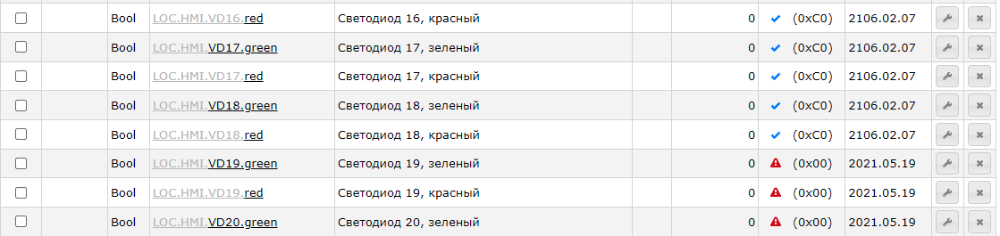 Bool LOC.HMI.VD16.red Светодиод 16, красный 0 (0xC0) 2106.02.07
Bool LOC.HMI.VD17.green Светодиод 17, зеленый 0 (0xC0) 2106.02.07
Bool LOC.HMI.VD17.red Светодиод 17, красный 0 (0xC0) 2106.02.07
Bool LOC.HMI.VD18.green Светодиод 18, зеленый 0 (0xC0) 2106.02.07
Bool LOC.HMI.VD18.red Светодиод 18, красный 0 (0xC0) 2106.02.07
Bool LOC.HMI.VD19.green Светодиод 19, зеленый 0 (0x00) 2021.05.19
Bool LOC.HMI.VD19.red Светодиод 19, красный 0 (0x00) 2021.05.19
Bool LOC.HMI.VD20.green Светодиод 20, зеленый 0 (0x00) 2021.05.19